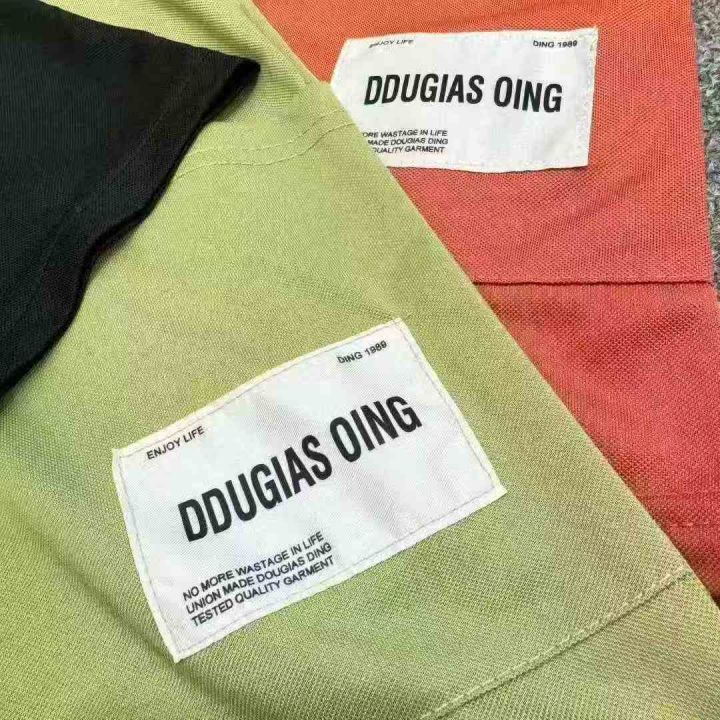 ENJOY LIFE
DING 1989
DDUGIAS OING
ORE WASTAGE IN LIFE
MADE DOUGIAS DING
QUALITY GARMENT
ENJOY LIFE
DING 1989
DDUGIAS OING
NO MORE WASTAGE IN LIFE
UNION MADE DOUGIAS DING
TESTED QUALITY GARMENT